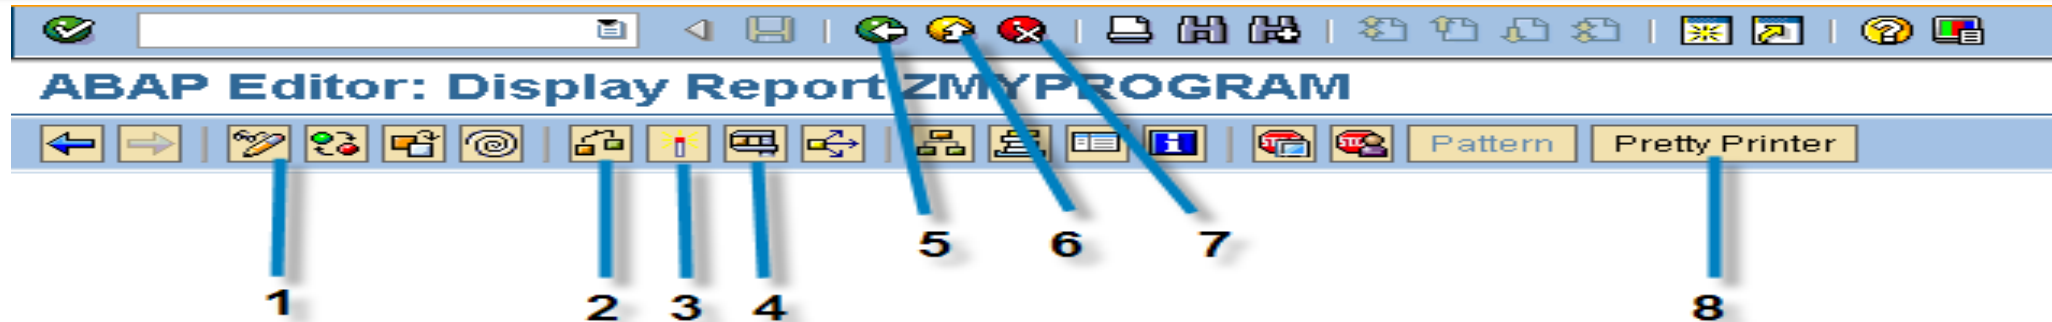 ABAP Editor: Display Report ZMYPROGRAM
Pattern Pretty Printer
5 6 7
1 2 3 4 8